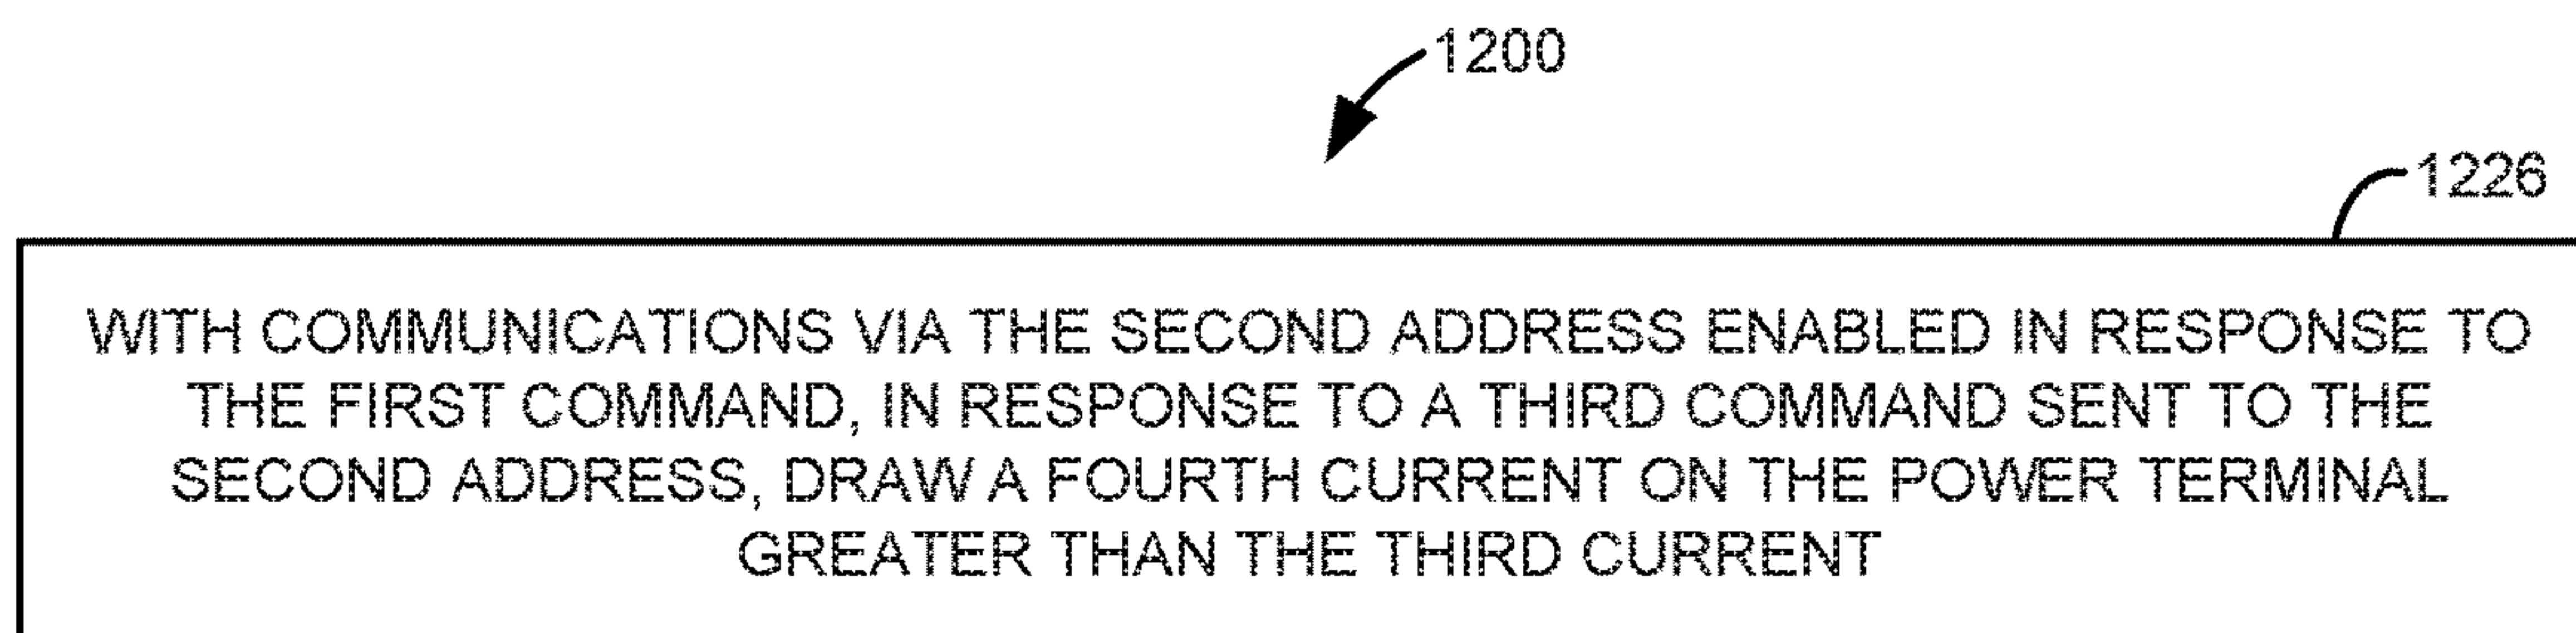 1200
1226
WITH COMMUNICATIONS VIA THE SECOND ADDRESS ENABLED IN RESPONSE TO
THE FIRST COMMAND, IN RESPONSE TO A THIRD COMMAND SENT TO THE
SECOND ADDRESS, DRAW A FOURTH CURRENT ON THE POWER TERMINAL
GREATER THAN THE THIRD CURRENT